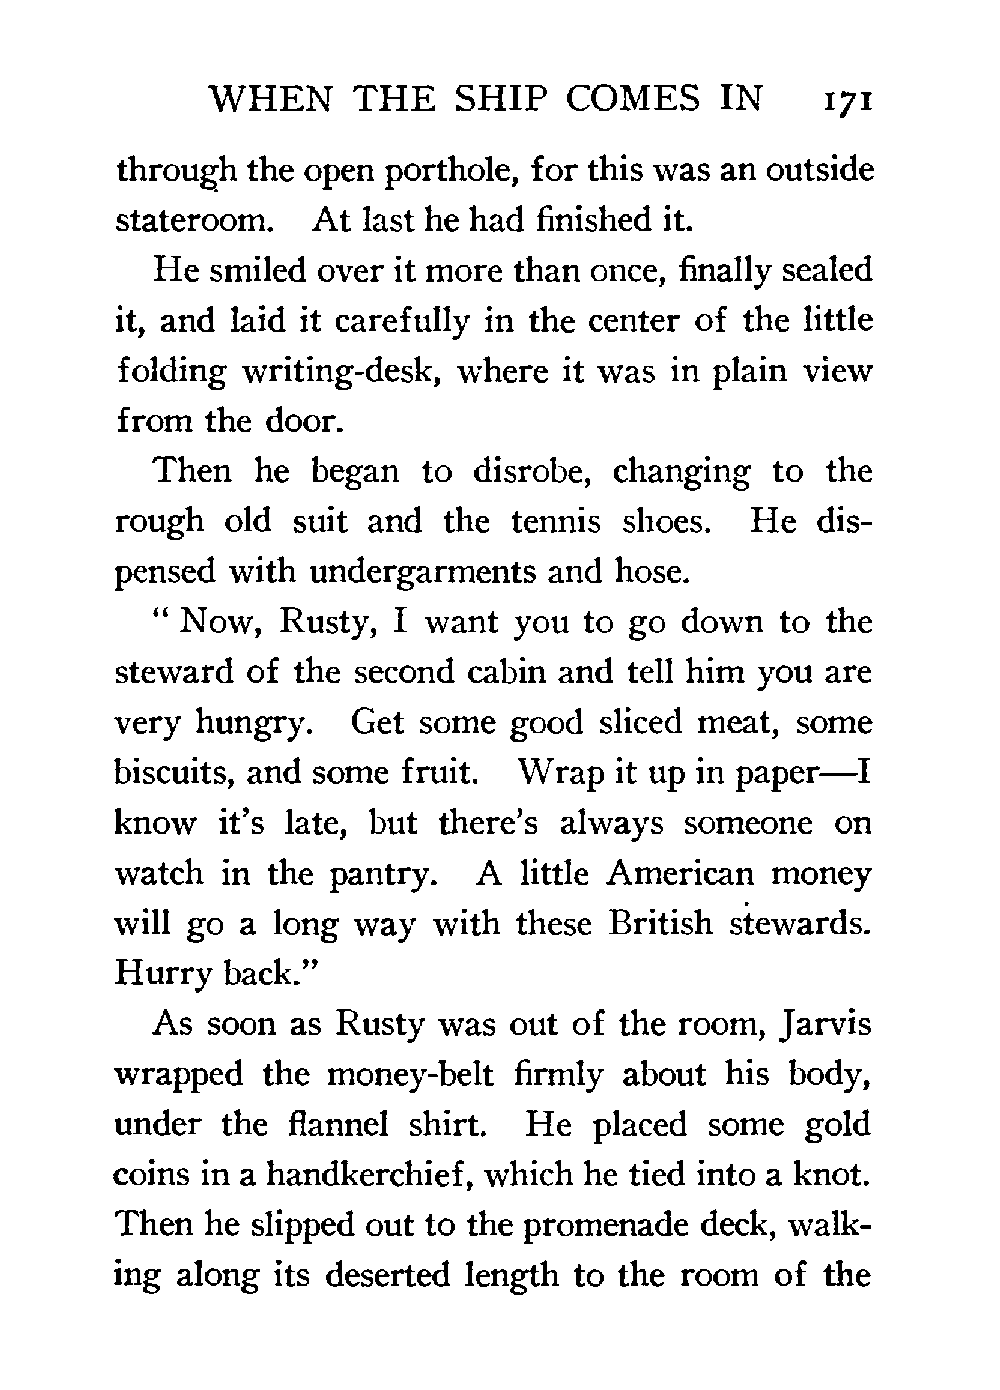 WHEN THE SHIP COMES IN 171
through the open porthole, for this was an outside
stateroom. At last he had finished it.
He smiled over it more than once, finally sealed
it, and laid it carefully in the center of the little
folding writing-desk, where it was in plain view
from the door.
Then he began to disrobe, changing to the
rough old suit and the tennis shoes. He dis-
pensed with undergarments and hose.
“ Now, Rusty, I want you to go down to the
steward of the second cabin and tell him you are
very hungry. Get some good sliced meat, some
biscuits, and some fruit. Wrap it up in paper—I
know it’s late, but there’s always someone on
watch in the pantry. A little American money
will go a long way with these British stewards.
Hurry back.”
As soon as Rusty was out of the room, Jarvis
wrapped the money-belt firmly about his body,
under the flannel shirt. He placed some gold
coins in a handkerchief, which he tied into a knot.
Then he slipped out to the promenade deck, walk-
ing along its deserted length to the room of the